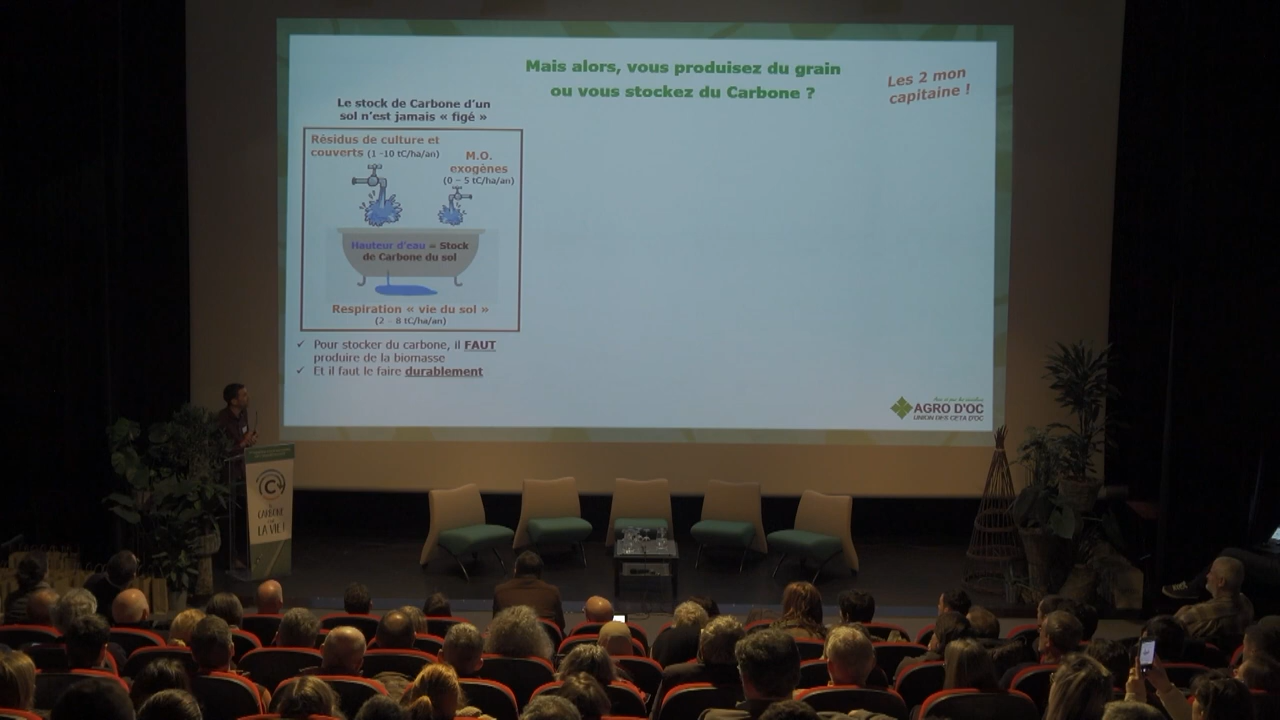 Mais alors, vous produisez du grain
ou vous stockez du Carbone ?
Les 2 mon
capitaine !
Le stock de Carbone d'un
sol n'est jamais « figé »
Résidus de culture et
couverts (1 -10 tC/ha/an)
M.O.
exogènes
(0 – 5 tC/ha/an)
Hauteur d'eau = Stock
de Carbone du sol
Respiration « vie du sol »
(2 – 8 tC/ha/an)
✓ Pour stocker du carbone, il FAUT
produire de la biomasse
✓ Et il faut le faire durablement
AGRO D'OC
UNION DES CETA D'OC
C
CARBONE
LA VIE !